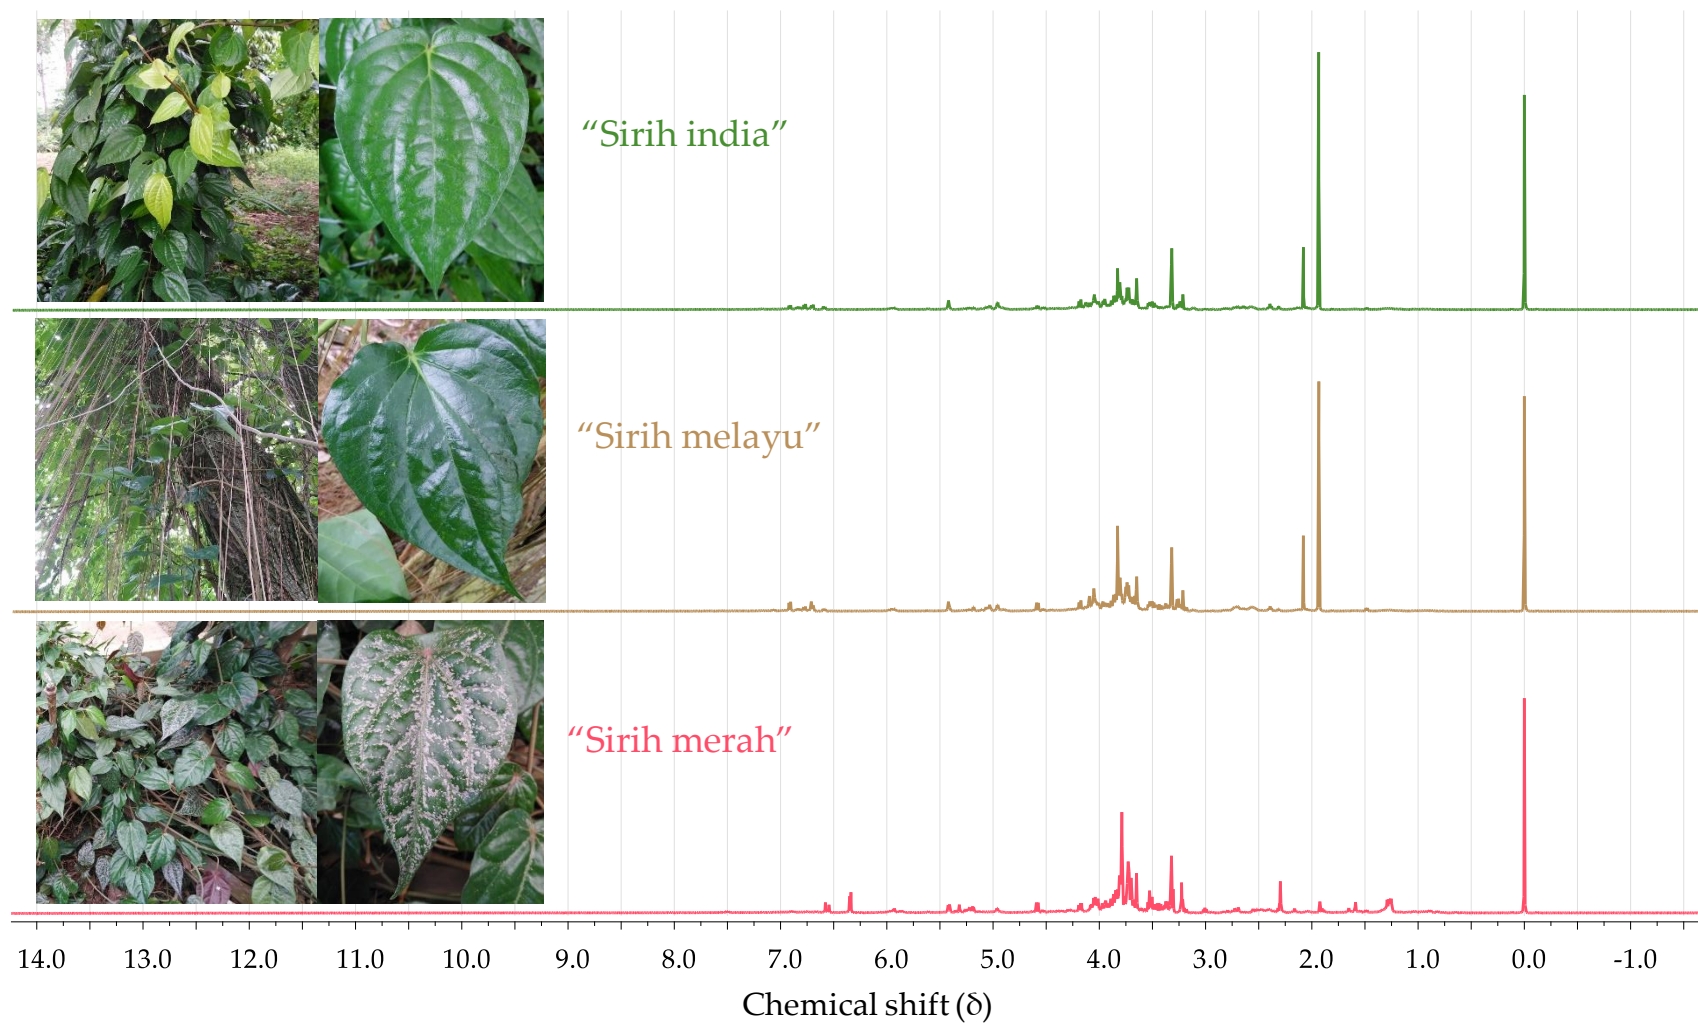 “Sirih india”
“Sirih melayu”
“Sirih merah”
14.0 13.0 12.0 11.0 10.0 9.0 8.0 7.0 6.0 5.0 4.0 3.0 2.0 1.0 0.0 -1.0
Chemical shift (δ)